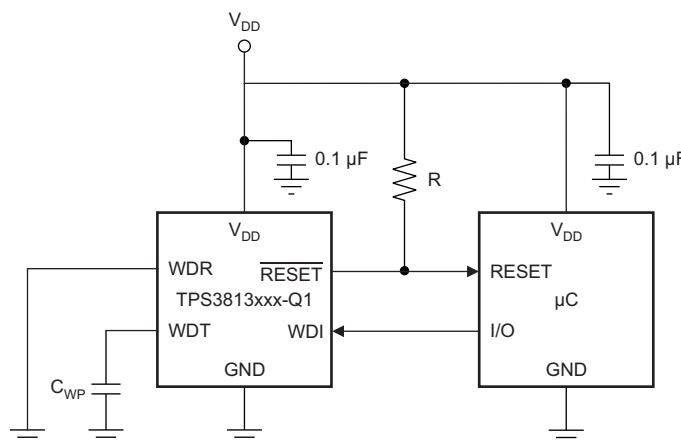 VDD
0.1 µF
R
0.1 µF
VDD
WDR
RESET
TPS3813xxx-Q1
WDT
WDI
GND
CWP
VDD
RESET
µC
I/O
GND